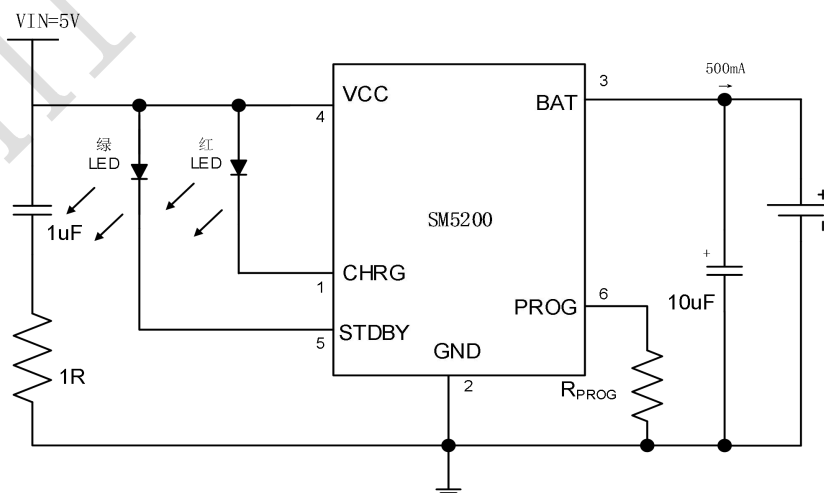 VIN=5V
500mA
3
4
VCC
BAT
绿
LED
红
LED
+
SM5200
1uF
+
CHRG
1
6
PROG
10uF
STDBY
5
GND
2
1R
RPROG